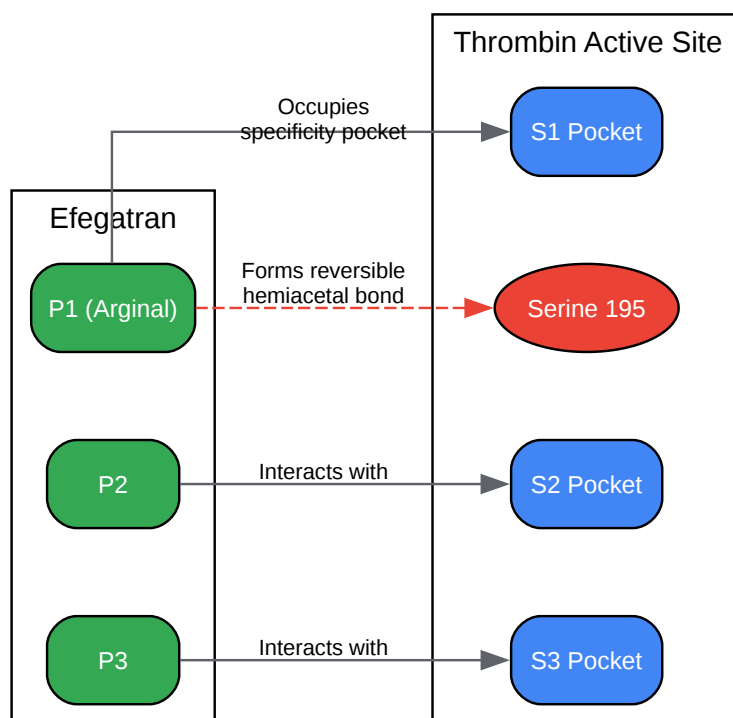 Thrombin Active Site
Occupies
specificity pocket
S1 Pocket
Efegatran
P1 (Arginal)
Forms reversible
hemiacetal bond
Serine 195
P2
Interacts with
S2 Pocket
P3
Interacts with
S3 Pocket